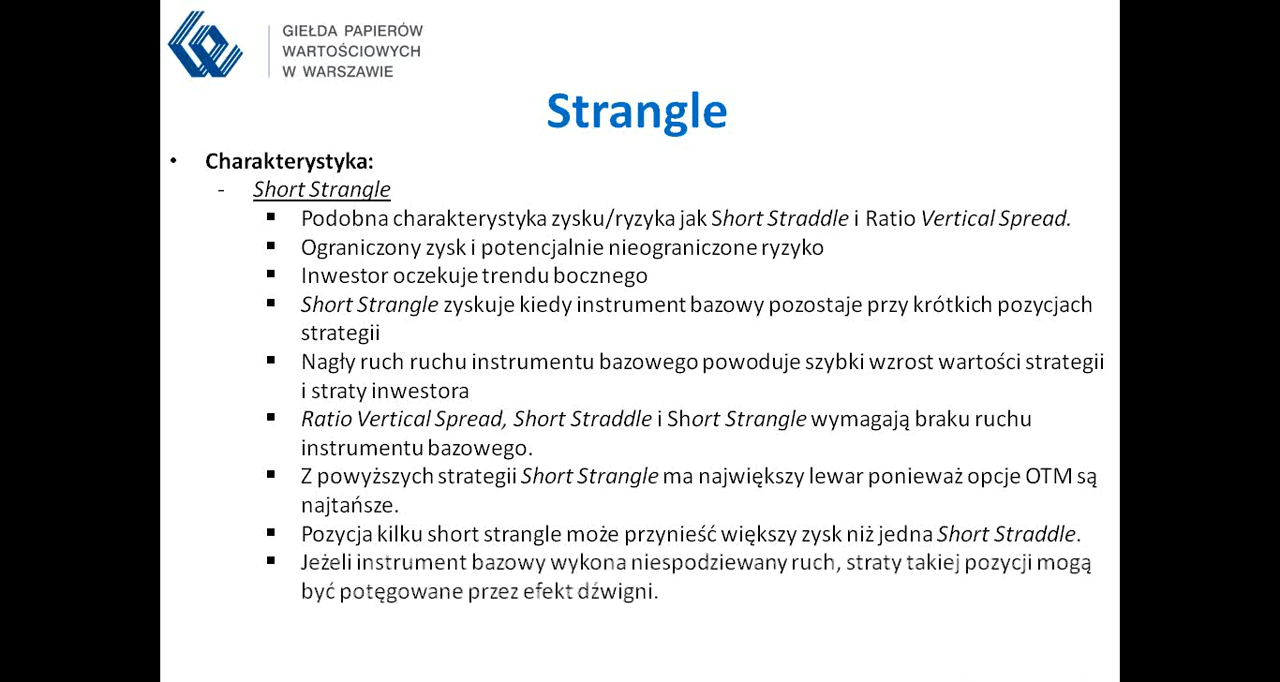 GIEŁDA PAPIERÓW
WARTOŚCIOWYCH
W WARSZAWIE
Strangle
• Charakterystyka:
- Short Strangle
▪ Podobna charakterystyka zysku/ryzyka jak Short Straddle i Ratio Vertical Spread.
▪ Ograniczony zysk i potencjalnie nieograniczone ryzyko
▪ Inwestor oczekuje trendu bocznego
▪ Short Strangle zyskuje kiedy instrument bazowy pozostaje przy krótkich pozycjach
strategii
▪ Nagły ruch ruchu instrumentu bazowego powoduje szybki wzrost wartości strategii
i straty inwestora
▪ Ratio Vertical Spread, Short Straddle i Short Strangle wymagają braku ruchu
instrumentu bazowego.
▪ Z powyższych strategii Short Strangle ma największy lewar ponieważ opcje OTM są
najtańsze.
▪ Pozycja kilku short strangle może przynieść większy zysk niż jedna Short Straddle.
▪ Jeżeli instrument bazowy wykona niespodziewany ruch, straty takiej pozycji mogą
być potęgowane przez efekt dźwigni.